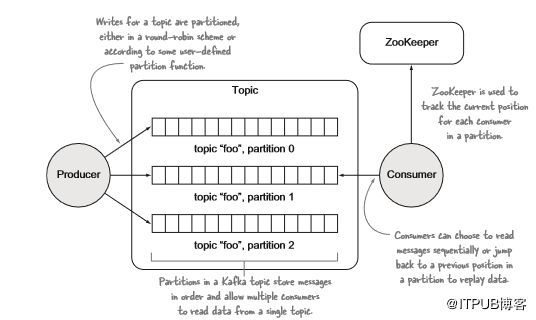 Writes for a topic are partitioned,
either in a round-robin scheme or
according to some user-defined
partition function.
ZooKeeper
Topic
ZooKeeper is used to
track the current position
for each consumer
in a partition.
topic "foo", partition 0
Producer
topic "foo", partition 1
Consumer
topic "foo", partition 2
Consumers can choose to read
messages sequentially or jump
back to a previous position in
a partition to replay data.
Partitions in a Kafka topic store messages
in order and allow multiple consumers
to read data from a single topic.
@ITPUB博客